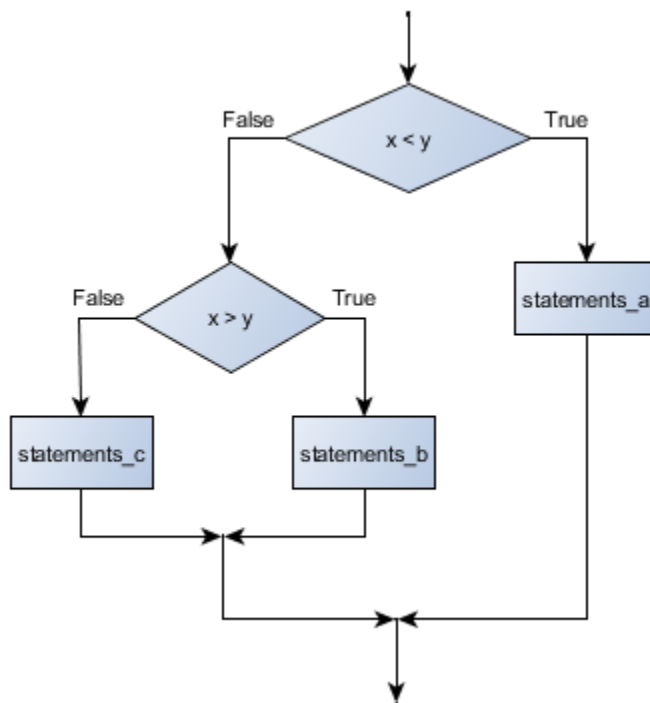 False
True
x < y
False
True
x > y
statements_a
statements_c
statements_b